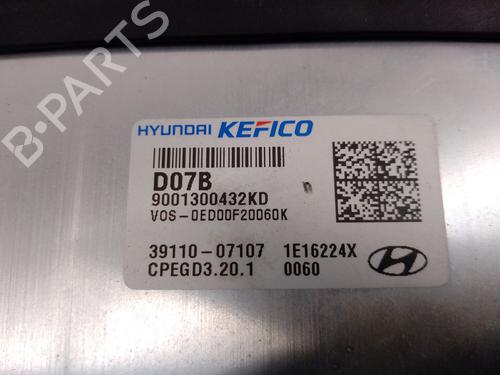 HYUNDAI KEFICO
D07B
9001300432KD
VOS-0ED00F20060K
39110-07107 1E16224X
CPEGD3.20.1 0060
B-Parts